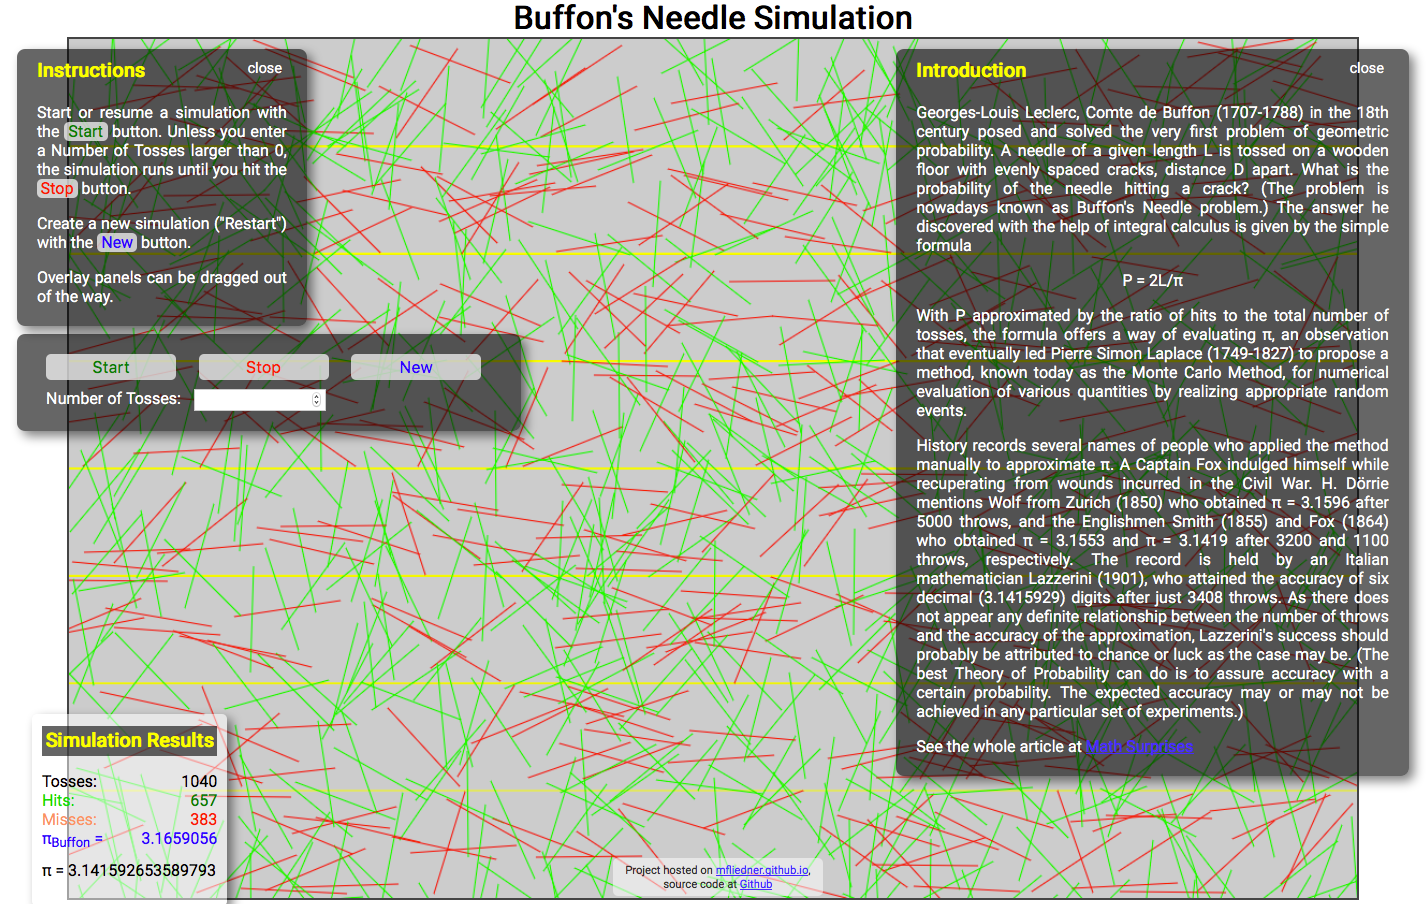 Buffon's Needle Simulation
Instructions
close
Start or resume a simulation with
the Start button. Unless you enter
a Number of Tosses larger than 0,
the simulation runs until you hit the
Stop button.
Create a new simulation ("Restart")
with the New button.
Overlay panels can be dragged out
of the way.
Start
Stop
New
Number of Tosses:
Introduction
close
Georges-Louis Leclerc, Comte de Buffon (1707-1788) in the 18th
century posed and solved the very first problem of geometric
probability. A needle of a given length L is tossed on a wooden
floor with evenly spaced cracks, distance D apart. What is the
probability of the needle hitting a crack? (The problem is
nowadays known as Buffon's Needle problem.) The answer he
discovered with the help of integral calculus is given by the simple
formula
P = 2L/π
With P approximated by the ratio of hits to the total number of
tosses, the formula offers a way of evaluating π, an observation
that eventually led Pierre Simon Laplace (1749-1827) to propose a
method, known today as the Monte Carlo Method, for numerical
evaluation of various quantities by realizing appropriate random
events.
History records several names of people who applied the method
manually to approximate π. A Captain Fox indulged himself while
recuperating from wounds incurred in the Civil War. H. Dörrie
mentions Wolf from Zurich (1850) who obtained π = 3.1596 after
5000 throws, and the Englishmen Smith (1855) and Fox (1864)
who obtained π = 3.1553 and π = 3.1419 after 3200 and 1100
throws, respectively. The record is held by an Italian
mathematician Lazzerini (1901), who attained the accuracy of six
decimal (3.1415929) digits after just 3408 throws. As there does
not appear any definite relationship between the number of throws
and the accuracy of the approximation, Lazzerini's success should
probably be attributed to chance or luck as the case may be. (The
best Theory of Probability can do is to assure accuracy with a
certain probability. The expected accuracy may or may not be
achieved in any particular set of experiments.)
See the whole article at Math Surprises
Simulation Results
Tosses: 1040
Hits: 657
Misses: 383
πBuffon = 3.1659056
π = 3.141592653589793
Project hosted on mfliedner.github.io,
source code at Github